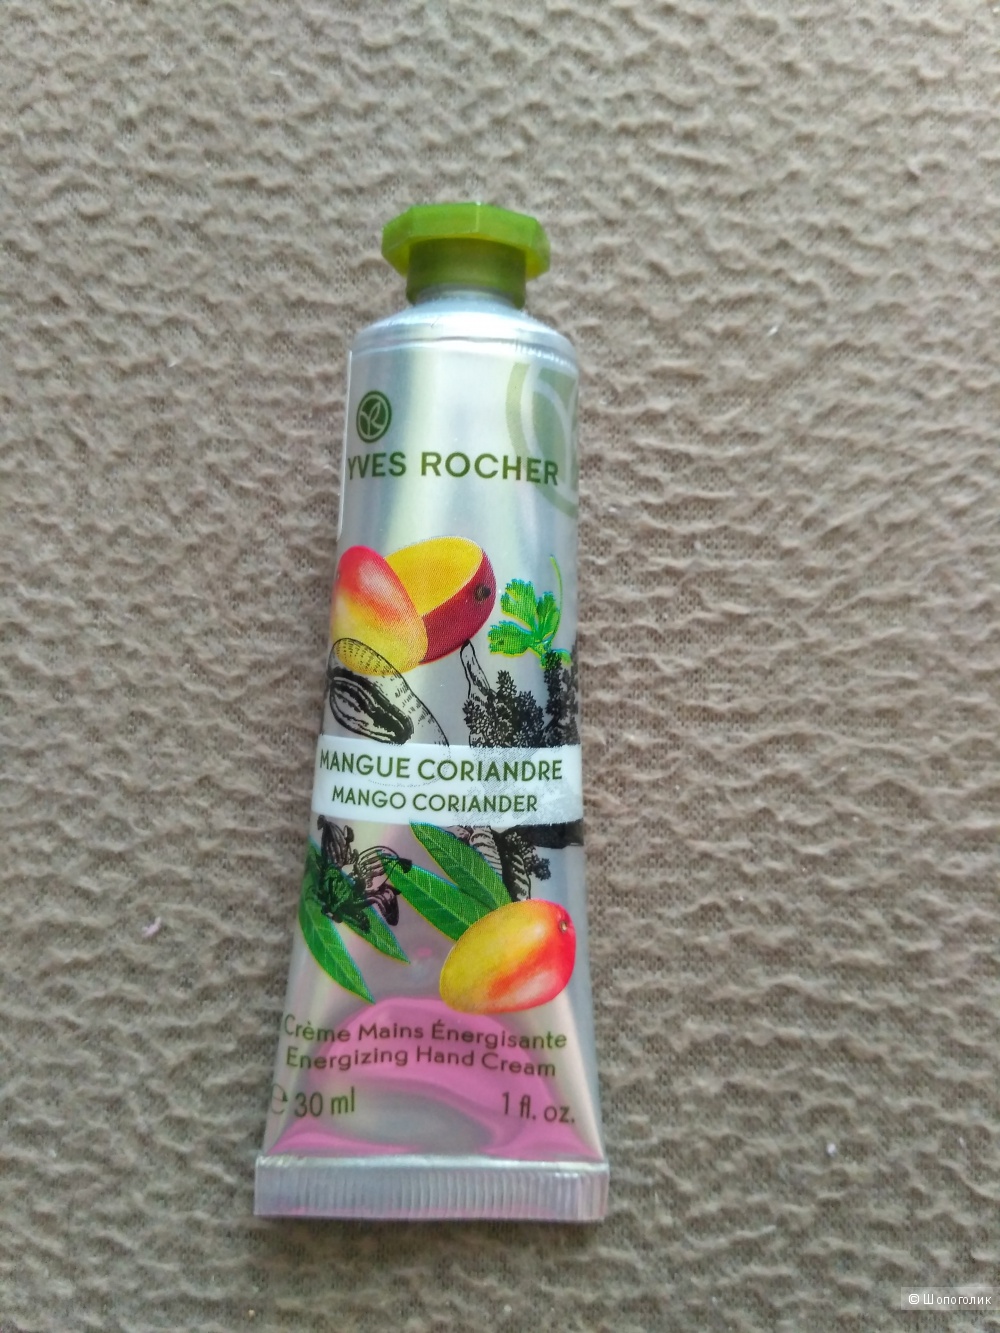 YVES ROCHER
MANGUE CORIANDRE
MANGO CORIANDER
Crème Mains Énergisante
Energizing Hand Cream
℮ 30 ml 1 fl. oz.
© Шопоголик